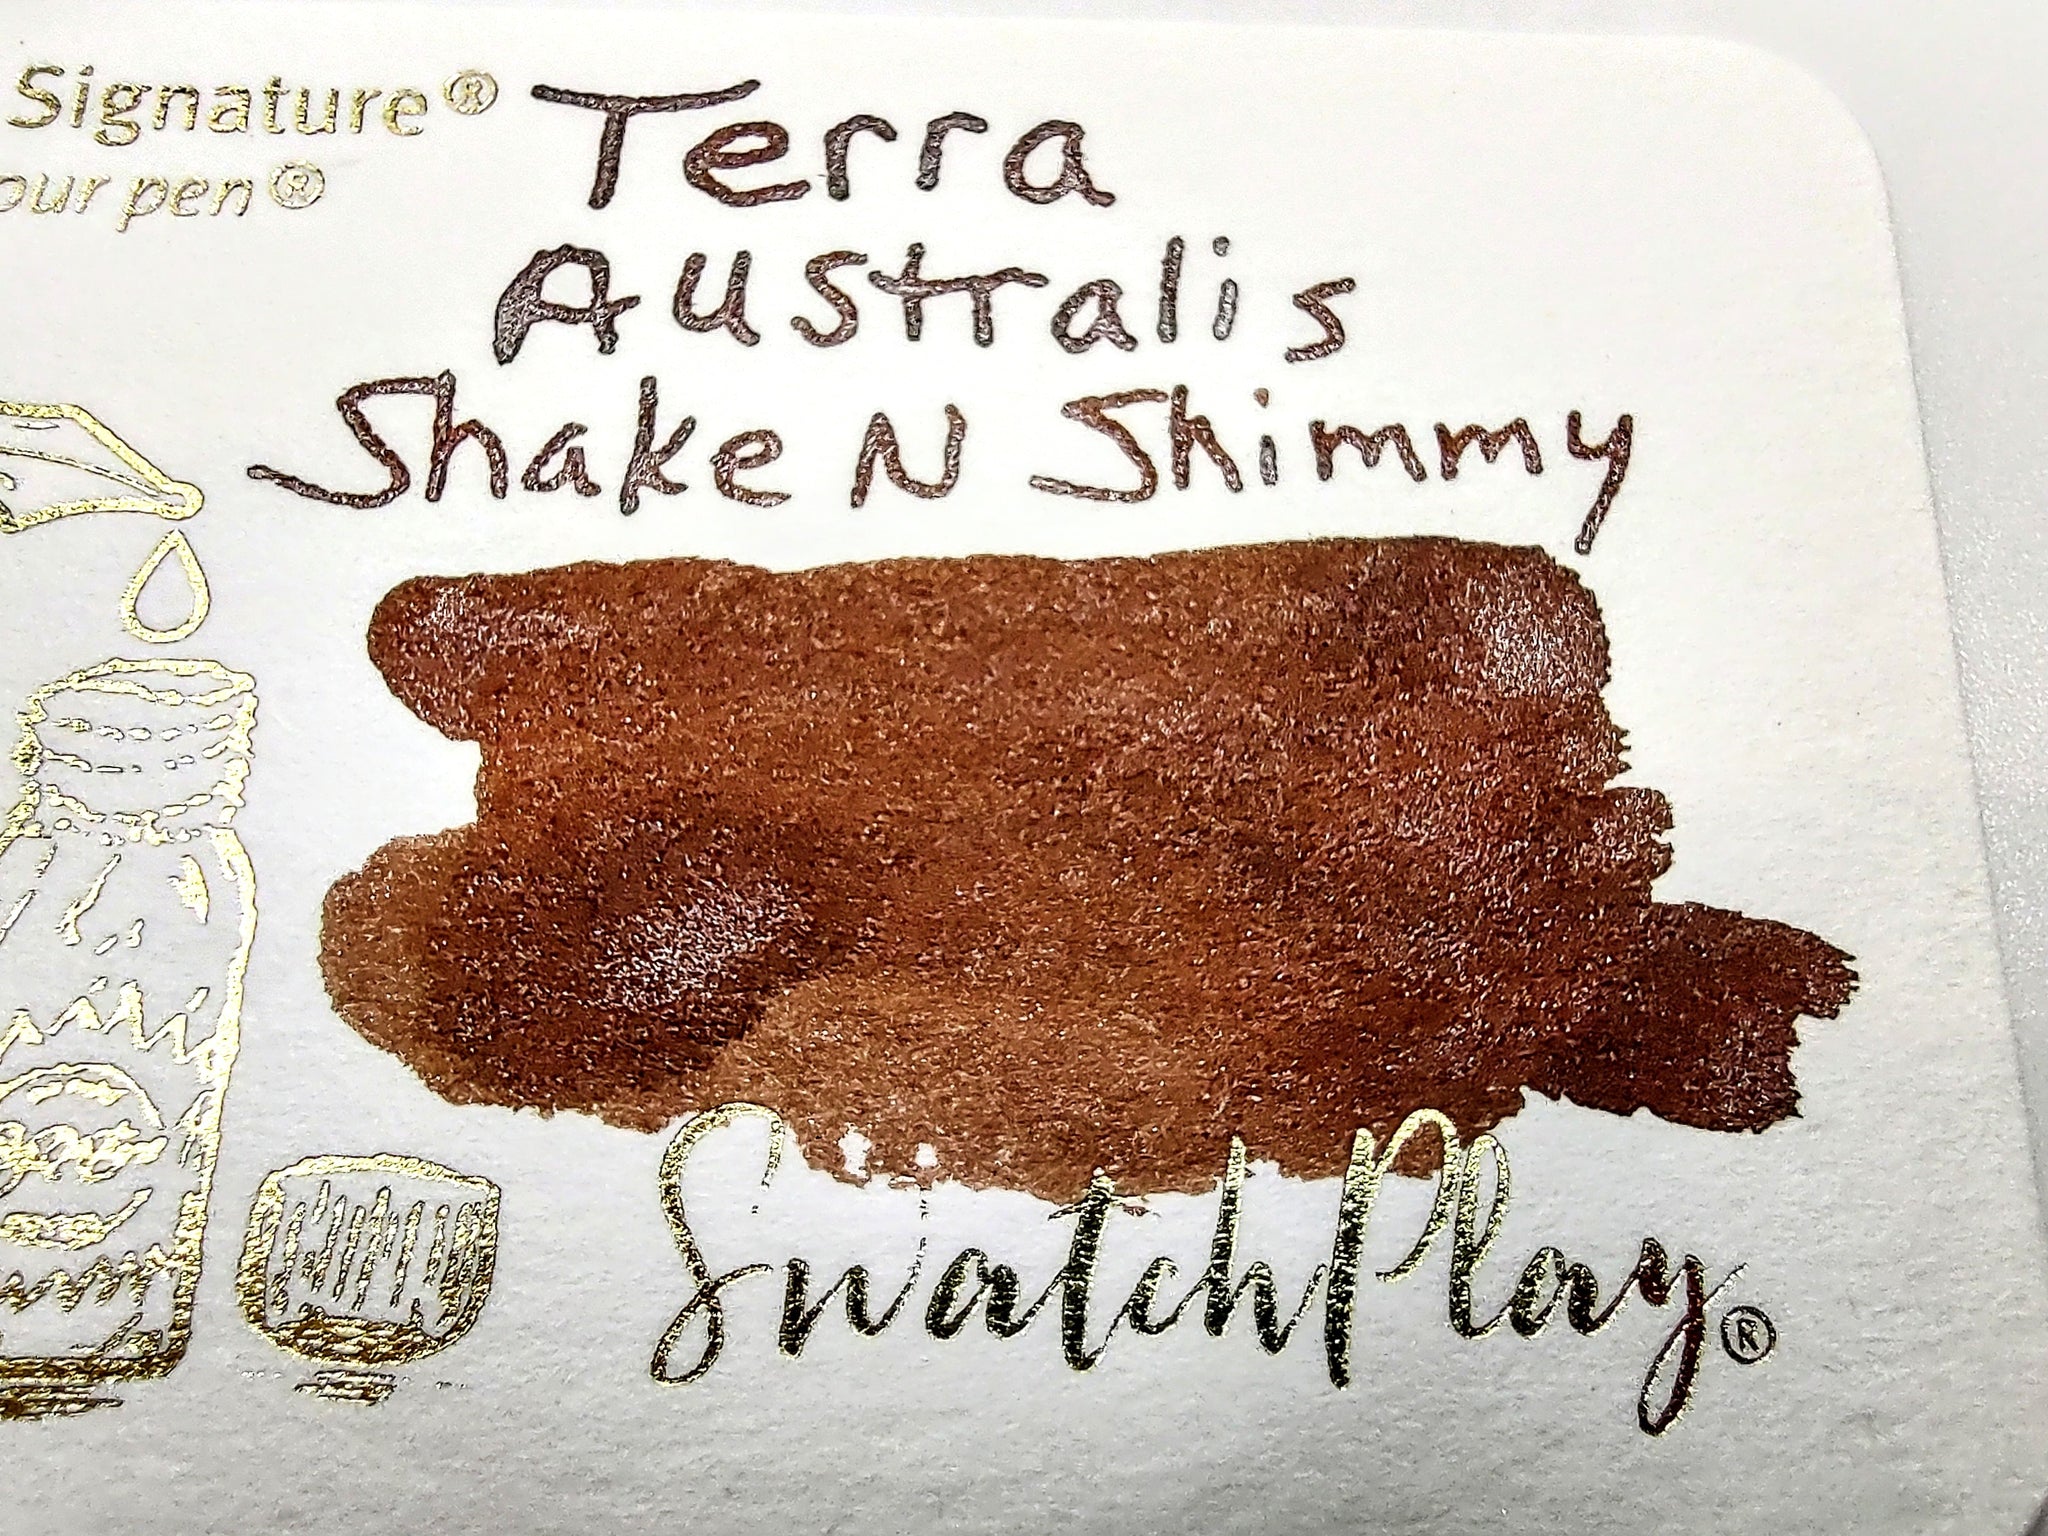 Signature®
our pen®
Terra
Australis
Shake N Shimmy
SwatchPlay®